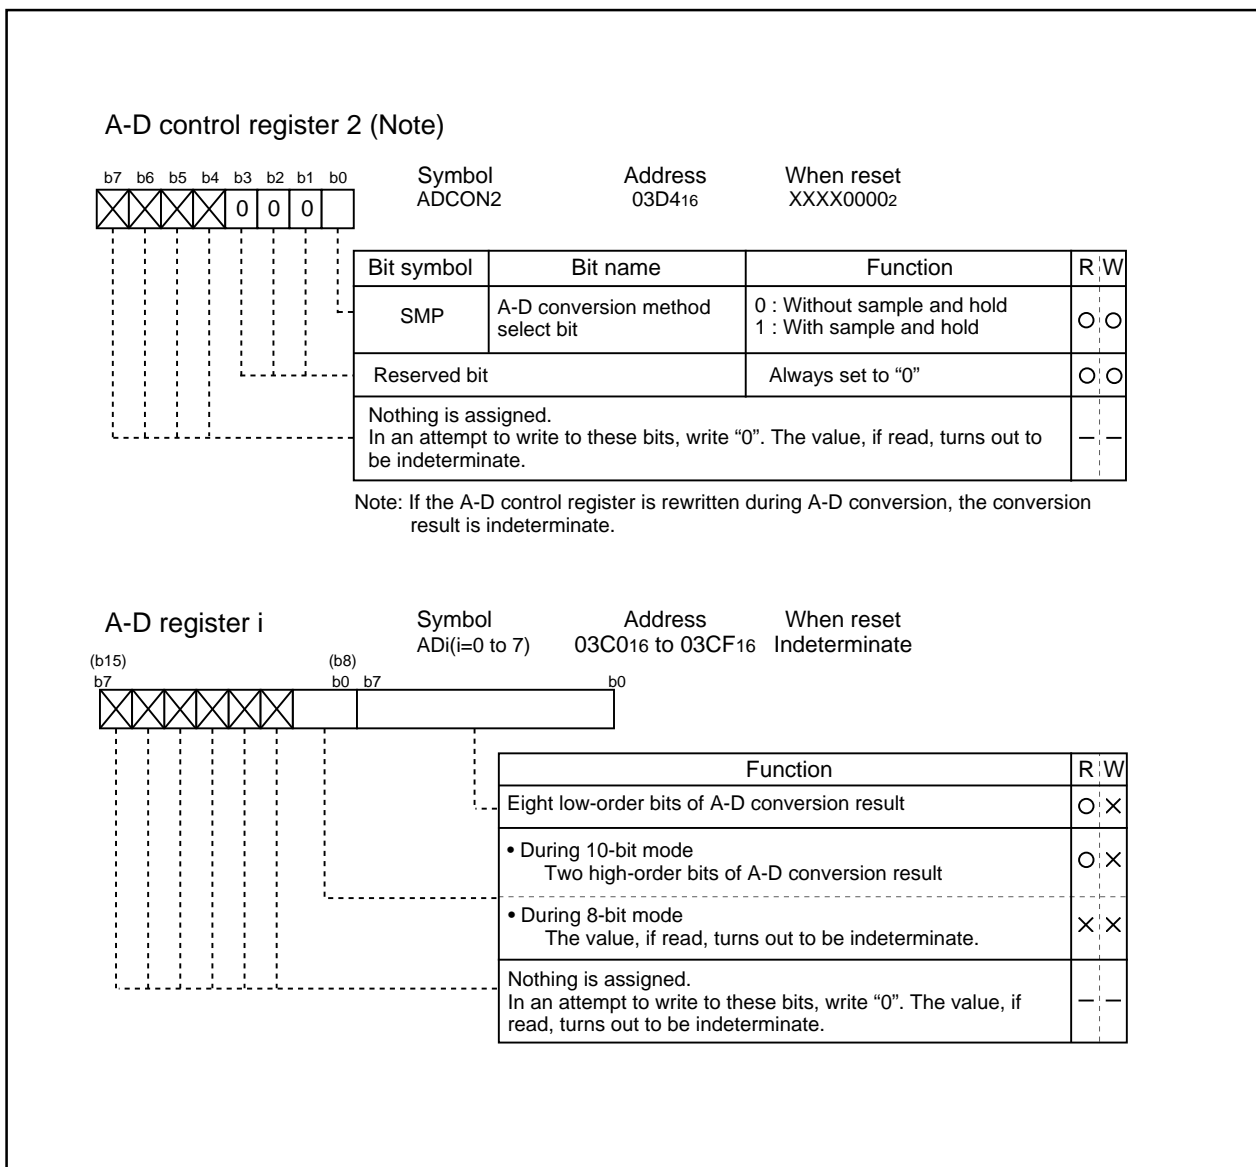 A-D control register 2 (Note)
b7 b6 b5 b4 b3 b2 b1 b0
0 0 0
Symbol Address When reset
ADCON2 03D416 XXXX00002
Bit symbol Bit name Function R W
SMP A-D conversion method select bit 0 : Without sample and hold
1 : With sample and hold
Reserved bit Always set to “0”
Nothing is assigned.
In an attempt to write to these bits, write “0”. The value, if read, turns out to
be indeterminate.
Note: If the A-D control register is rewritten during A-D conversion, the conversion
result is indeterminate.
A-D register i
Symbol Address When reset
ADi(i=0 to 7) 03C016 to 03CF16 Indeterminate
(b15) (b8)
b7 b0 b7 b0
Function R W
Eight low-order bits of A-D conversion result
• During 10-bit mode
Two high-order bits of A-D conversion result
• During 8-bit mode
The value, if read, turns out to be indeterminate.
Nothing is assigned.
In an attempt to write to these bits, write “0”. The value, if
read, turns out to be indeterminate.